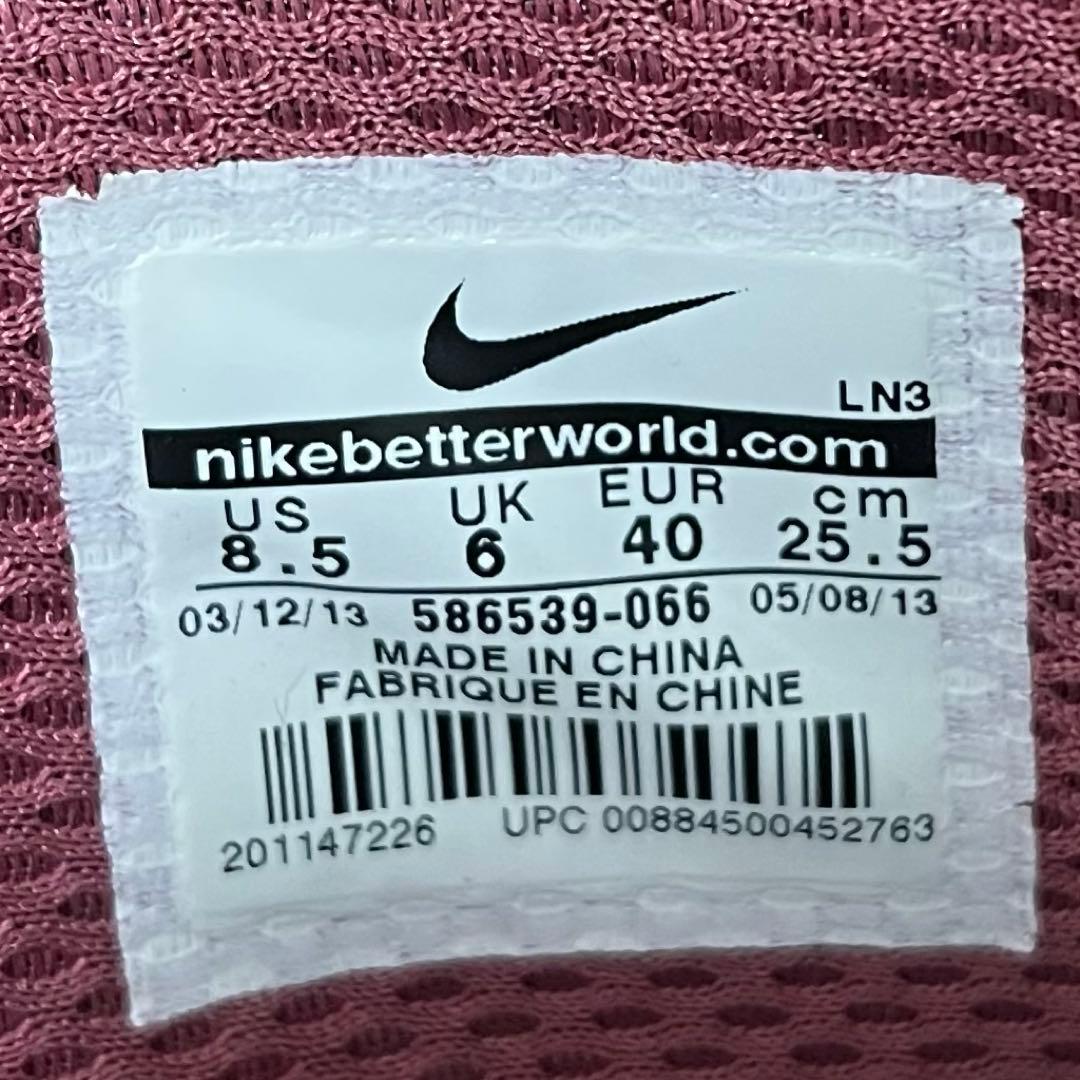 LN3
nikebetterworld.com
US UK EUR cm
8.5 6 40 25.5
03/12/13 586539-066 05/08/13
MADE IN CHINA
FABRIQUE EN CHINE
201147226 UPC 00884500452763